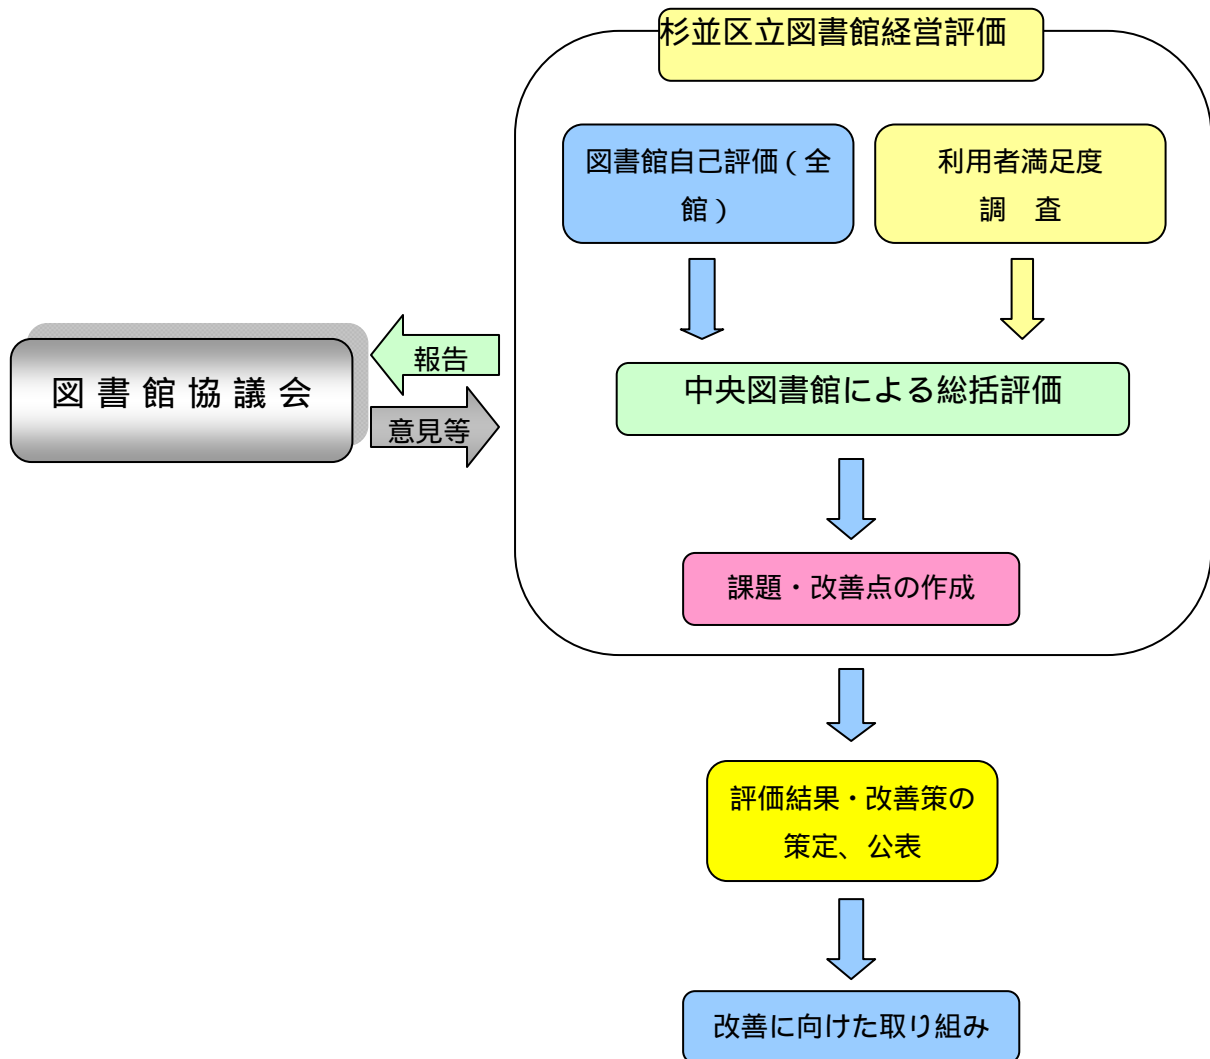 杉並区立図書館経営評価
図書館自己評価(全
館)
利用者満足度
調　査
報告
図書館協議会
意見等
中央図書館による総括評価
課題・改善点の作成
評価結果・改善策の
策定、公表
改善に向けた取り組み